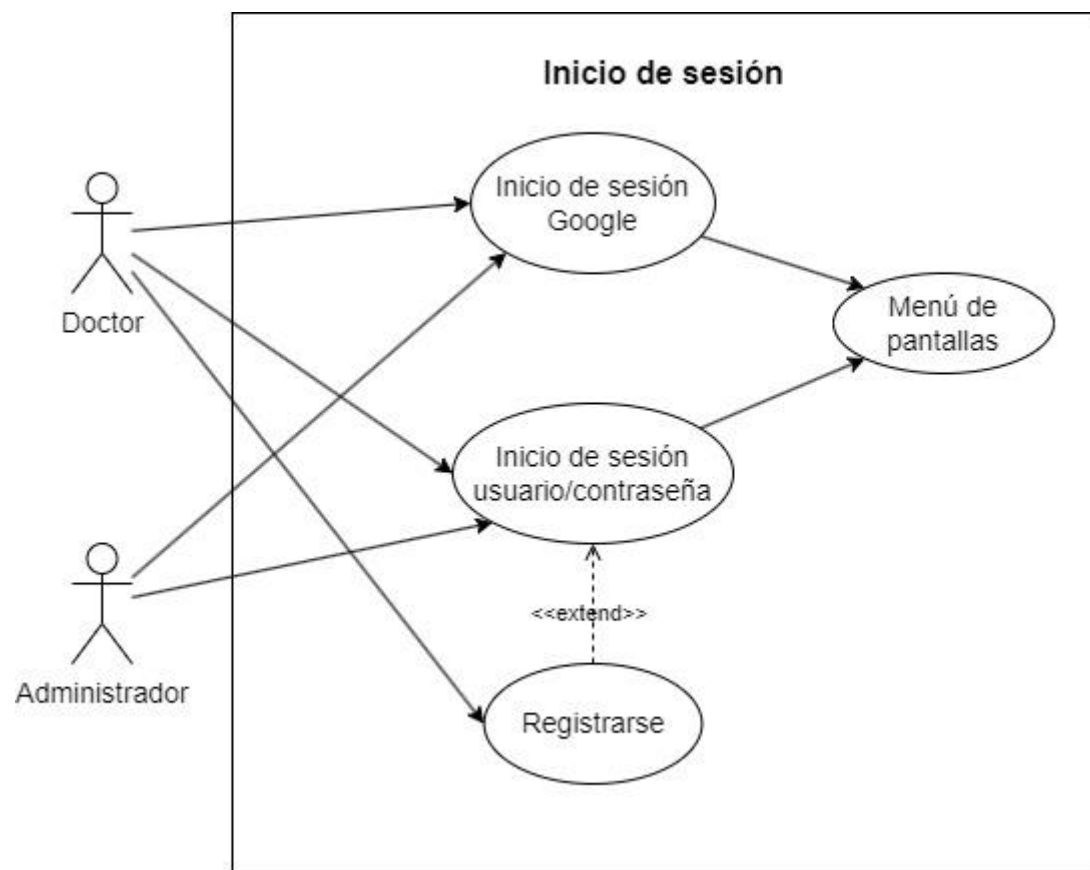 Inicio de sesión
Inicio de sesión
Google
Doctor
Menú de
pantallas
Inicio de sesión
usuario/contraseña
<<extend>>
Administrador
Registrarse